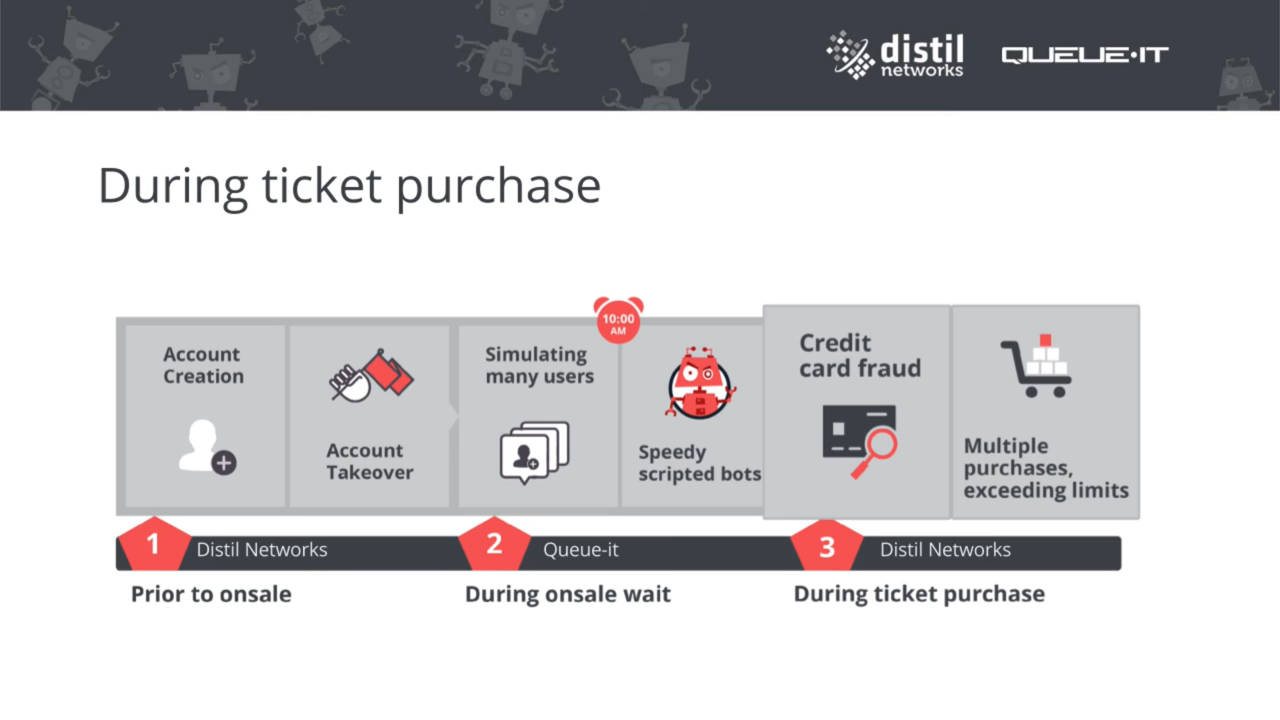 distil
networks
QUEUE•IT
During ticket purchase
Account
Creation
Account
Takeover
Simulating
many users
10:00
AM
Speedy
scripted bots
Credit
card fraud
Multiple
purchases,
exceeding limits
1
Distil Networks
2
Queue-it
3
Distil Networks
Prior to onsale
During onsale wait
During ticket purchase